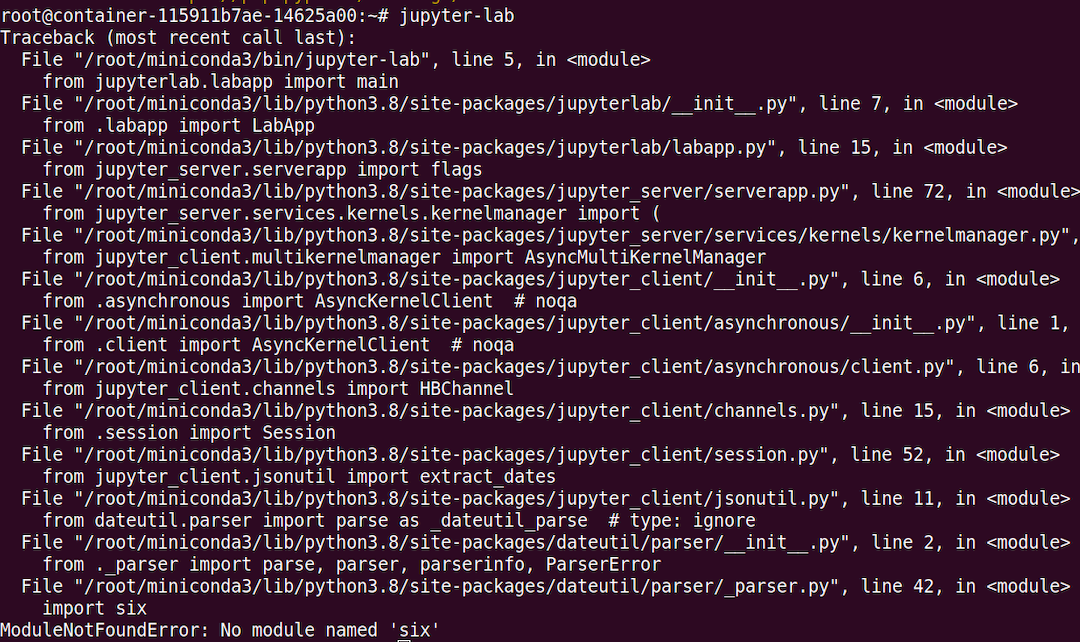 root@container-115911b7ae-14625a00:~# jupyter-lab
Traceback (most recent call last):
  File "/root/miniconda3/bin/jupyter-lab", line 5, in <module>
    from jupyterlab.labapp import main
  File "/root/miniconda3/lib/python3.8/site-packages/jupyterlab/__init__.py", line 7, in <module>
    from .labapp import LabApp
  File "/root/miniconda3/lib/python3.8/site-packages/jupyterlab/labapp.py", line 15, in <module>
    from jupyter_server.serverapp import flags
  File "/root/miniconda3/lib/python3.8/site-packages/jupyter_server/serverapp.py", line 72, in <module>
    from jupyter_server.services.kernels.kernelmanager import (
  File "/root/miniconda3/lib/python3.8/site-packages/jupyter_server/services/kernels/kernelmanager.py",
    from jupyter_client.multikernelmanager import AsyncMultiKernelManager
  File "/root/miniconda3/lib/python3.8/site-packages/jupyter_client/__init__.py", line 6, in <module>
    from .asynchronous import AsyncKernelClient  # noqa
  File "/root/miniconda3/lib/python3.8/site-packages/jupyter_client/asynchronous/__init__.py", line 1,
    from .client import AsyncKernelClient  # noqa
  File "/root/miniconda3/lib/python3.8/site-packages/jupyter_client/asynchronous/client.py", line 6, in
    from jupyter_client.channels import HBChannel
  File "/root/miniconda3/lib/python3.8/site-packages/jupyter_client/channels.py", line 15, in <module>
    from .session import Session
  File "/root/miniconda3/lib/python3.8/site-packages/jupyter_client/session.py", line 52, in <module>
    from jupyter_client.jsonutil import extract_dates
  File "/root/miniconda3/lib/python3.8/site-packages/jupyter_client/jsonutil.py", line 11, in <module>
    from dateutil.parser import parse as _dateutil_parse  # type: ignore
  File "/root/miniconda3/lib/python3.8/site-packages/dateutil/parser/__init__.py", line 2, in <module>
    from ._parser import parse, parser, parserinfo, ParserError
  File "/root/miniconda3/lib/python3.8/site-packages/dateutil/parser/_parser.py", line 42, in <module>
    import six
ModuleNotFoundError: No module named 'six'